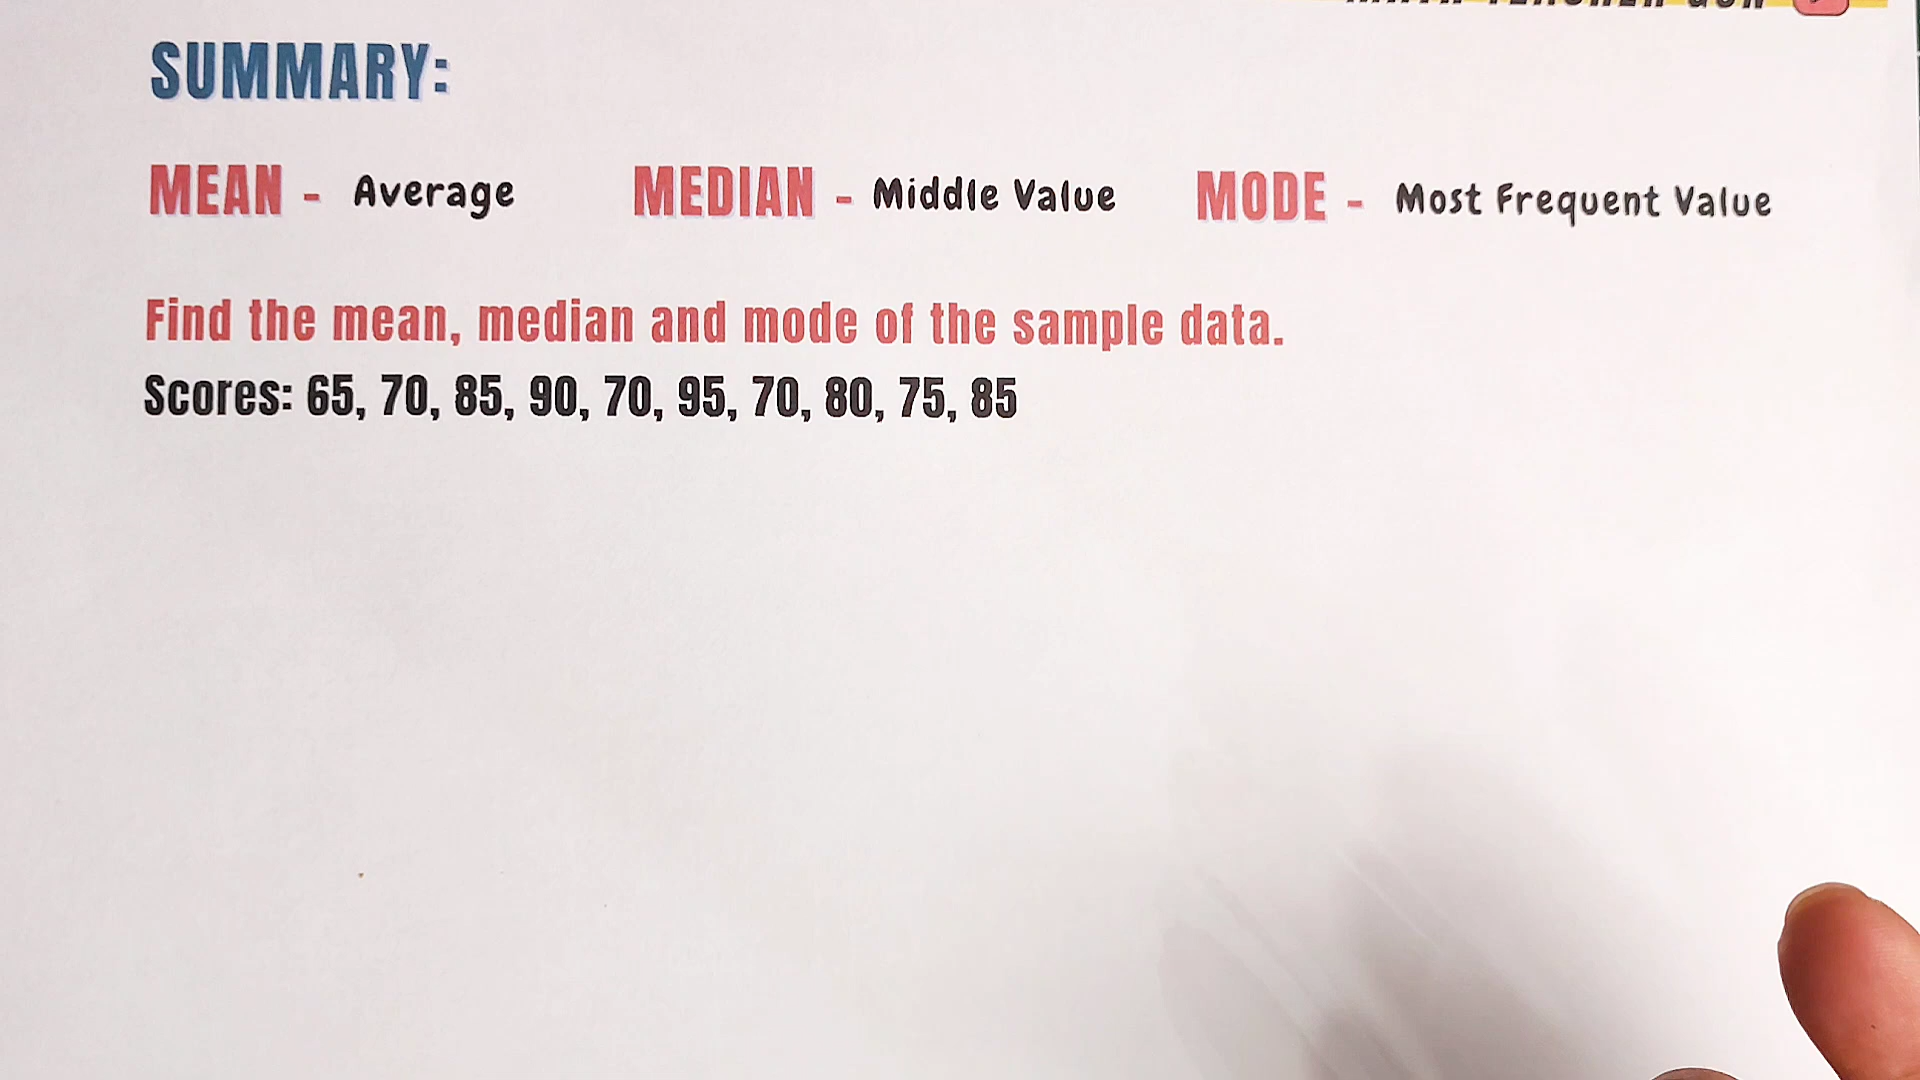 SUMMARY:
MEAN - Average MEDIAN - Middle Value MODE - Most Frequent Value
Find the mean, median and mode of the sample data.
Scores: 65, 70, 85, 90, 70, 95, 70, 80, 75, 85